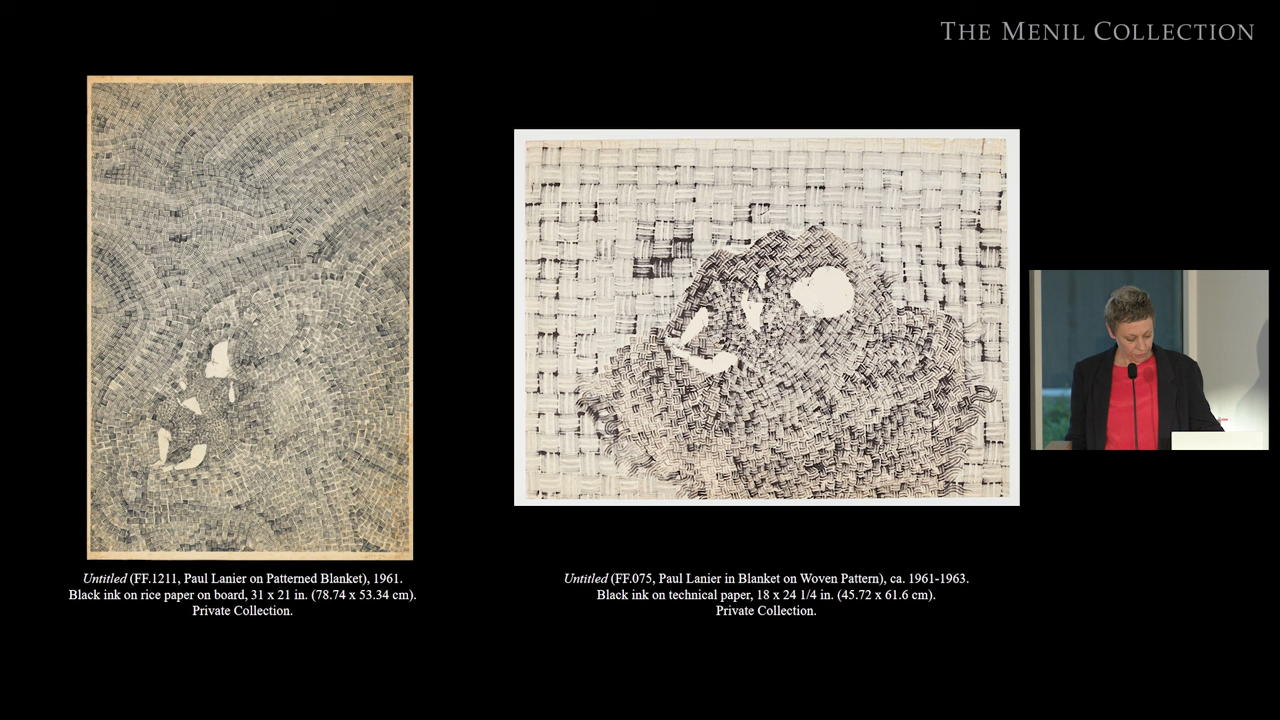 THE MENIL COLLECTION
Untitled (FF.1211, Paul Lanier on Patterned Blanket), 1961.
Black ink on rice paper on board, 31 x 21 in. (78.74 x 53.34 cm).
Private Collection.
Untitled (FF.075, Paul Lanier in Blanket on Woven Pattern), ca. 1961-1963.
Black ink on technical paper, 18 x 24 1/4 in. (45.72 x 61.6 cm).
Private Collection.